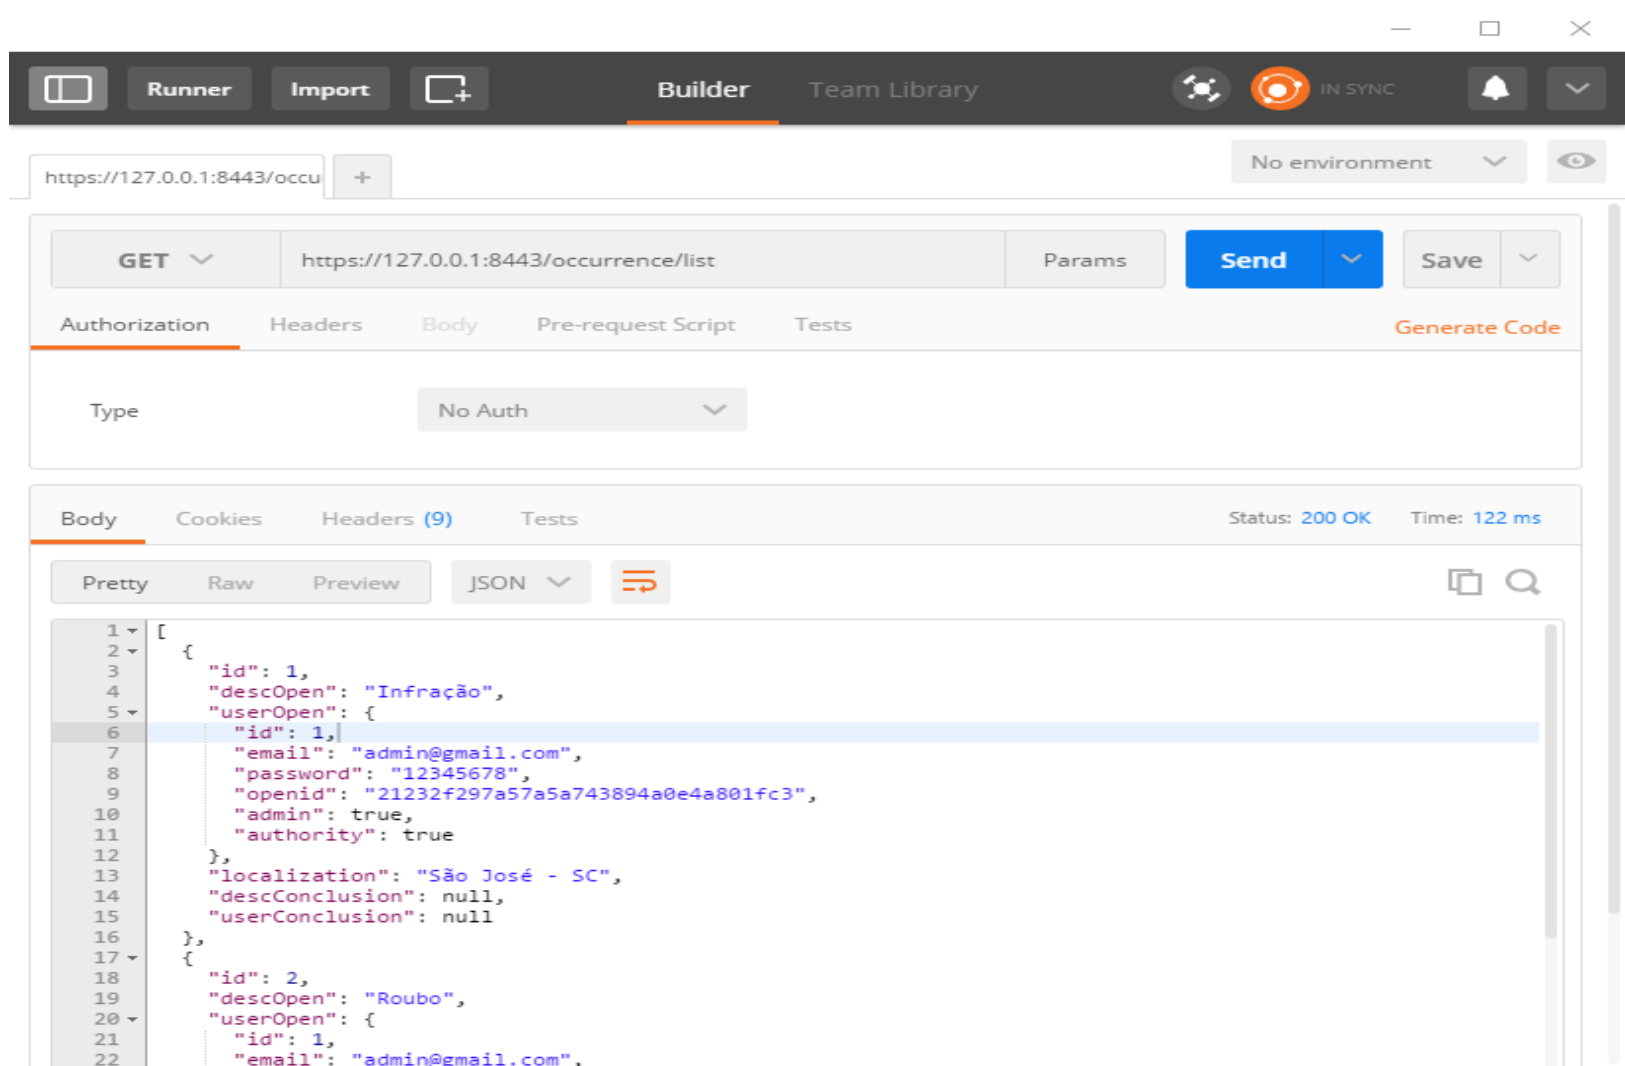 Runner Import Builder Team Library IN SYNC
https://127.0.0.1:8443/occu + No environment
GET https://127.0.0.1:8443/occurrence/list Params Send Save
Authorization Headers Body Pre-request Script Tests Generate Code
Type No Auth
Body Cookies Headers (9) Tests Status: 200 OK Time: 122 ms
Pretty Raw Preview JSON
1 [
2 {
3 "id": 1,
4 "descOpen": "Infração",
5 "userOpen": {
6 "id": 1,
7 "email": "admin@gmail.com",
8 "password": "12345678",
9 "openid": "21232f297a57a5a743894a0e4a801fc3",
10 "admin": true,
11 "authority": true
12 },
13 "localization": "São José - SC",
14 "descConclusion": null,
15 "userConclusion": null
16 },
17 {
18 "id": 2,
19 "descOpen": "Roubo",
20 "userOpen": {
21 "id": 1,
22 "email": "admin@gmail.com",